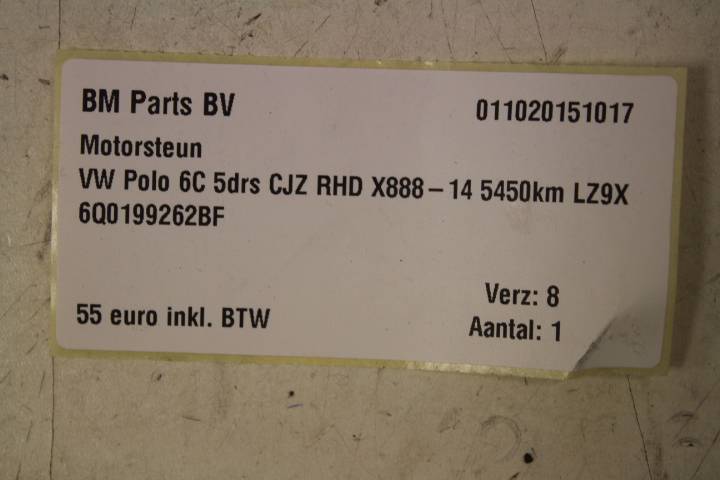 BM Parts BV 011020151017
Motorsteun
VW Polo 6C 5drs CJZ RHD X888-14 5450km LZ9X
6Q0199262BF
Verz: 8
55 euro inkl. BTW Aantal: 1